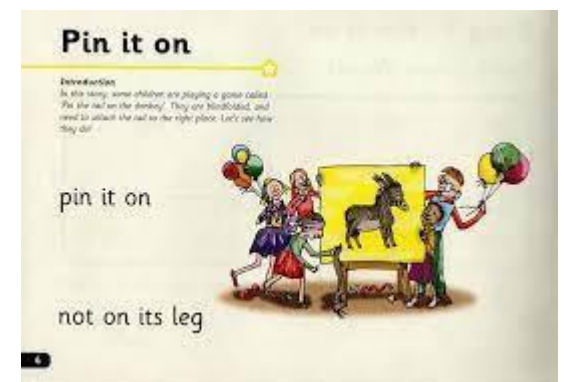 Pin it on
Introduction
In this story, some children are playing a game called
'Pin the tail on the donkey'. They are blindfolded, and
need to attach the tail to the right place. Let's see how
they do!
pin it on
not on its leg
6